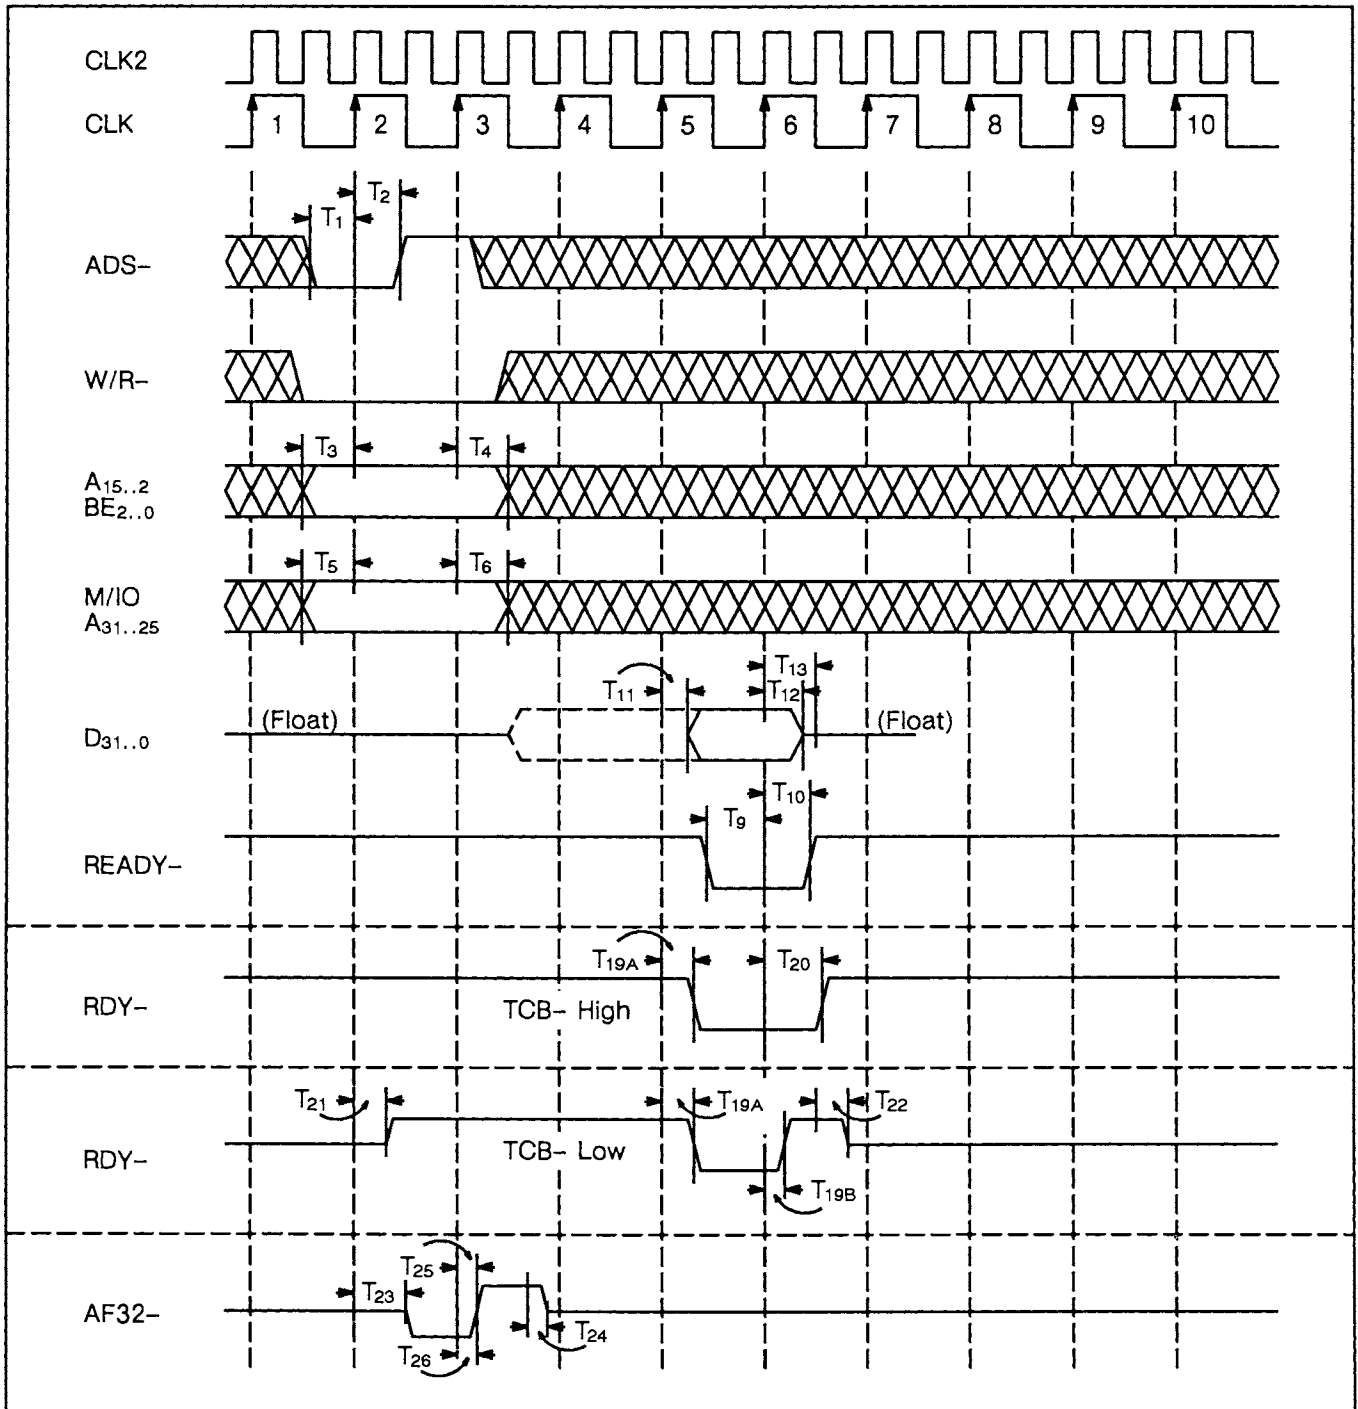 CLK2
CLK
1 2 3 4 5 6 7 8 9 10
T2
T1
ADS–
W/R–
T3 T4
A15..2
BE2..0
T5 T6
M/IO
A31..25
T13
T11 T12
(Float) (Float)
D31..0
T10
T9
READY–
T19A T20
RDY– TCB– High
T21 T19A T22
RDY– TCB– Low
T19B
T25
T23
AF32–
T24
T26